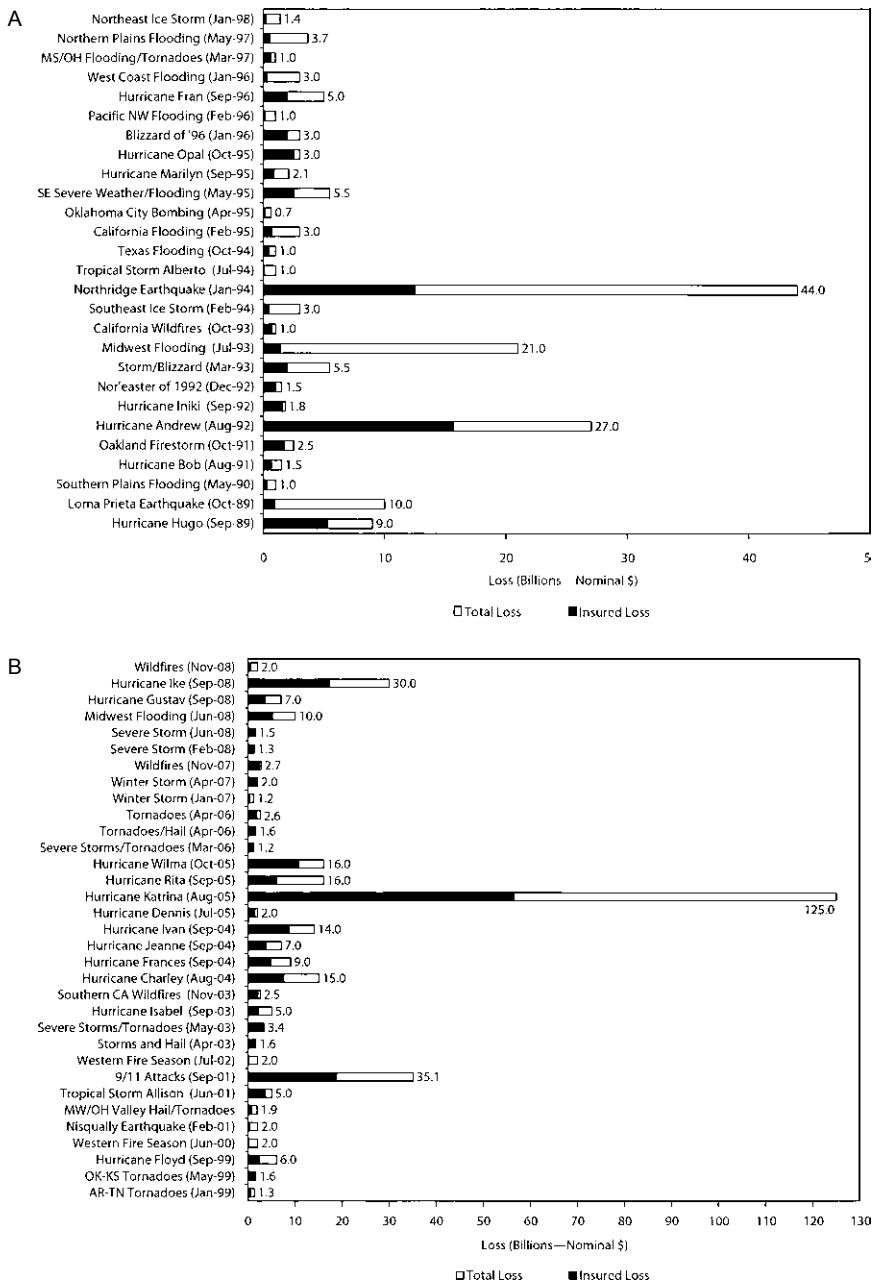 A
Northeast Ice Storm (Jan-98) 1.4
Northern Plains Flooding (May-97) 3.7
MS/OH Flooding/Tornadoes (Mar-97) 1.0
West Coast Flooding (Jan-96) 3.0
Hurricane Fran (Sep-96) 5.0
Pacific NW Flooding (Feb-96) 1.0
Blizzard of '96 (Jan-96) 3.0
Hurricane Opal (Oct-95) 3.0
Hurricane Marilyn (Sep-95) 2.1
SE Severe Weather/Flooding (May-95) 5.5
Oklahoma City Bombing (Apr-95) 0.7
California Flooding (Feb-95) 3.0
Texas Flooding (Oct-94) 1.0
Tropical Storm Alberto (Jul-94) 1.0
Northridge Earthquake (Jan-94) 44.0
Southeast Ice Storm (Feb-94) 3.0
California Wildfires (Oct-93) 1.0
Midwest Flooding (Jul-93) 21.0
Storm/Blizzard (Mar-93) 5.5
Nor'easter of 1992 (Dec-92) 1.5
Hurricane Iniki (Sep-92) 1.8
Hurricane Andrew (Aug-92) 27.0
Oakland Firestorm (Oct-91) 2.5
Hurricane Bob (Aug-91) 1.5
Southern Plains Flooding (May-90) 1.0
Loma Prieta Earthquake (Oct-89) 10.0
Hurricane Hugo (Sep-89) 9.0
0 10 20 30 40
Loss (Billions—Nominal $)
Total Loss Insured Loss
B
Wildfires (Nov-08) 2.0
Hurricane Ike (Sep-08) 30.0
Hurricane Gustav (Sep-08) 7.0
Midwest Flooding (Jun-08) 10.0
Severe Storm (Jun-08) 1.5
Severe Storm (Feb-08) 1.3
Wildfires (Nov-07) 2.7
Winter Storm (Apr-07) 2.0
Winter Storm (Jan-07) 1.2
Tornadoes (Apr-06) 2.6
Tornadoes/Hail (Apr-06) 1.6
Severe Storms/Tornadoes (Mar-06) 1.2
Hurricane Wilma (Oct-05) 16.0
Hurricane Rita (Sep-05) 16.0
Hurricane Katrina (Aug-05) 125.0
Hurricane Dennis (Jul-05) 2.0
Hurricane Ivan (Sep-04) 14.0
Hurricane Jeanne (Sep-04) 7.0
Hurricane Frances (Sep-04) 9.0
Hurricane Charley (Aug-04) 15.0
Southern CA Wildfires (Nov-03) 2.5
Hurricane Isabel (Sep-03) 5.0
Severe Storms/Tornadoes (May-03) 3.4
Storms and Hail (Apr-03) 1.6
Western Fire Season (Jul-02) 2.0
9/11 Attacks (Sep-01) 35.1
Tropical Storm Allison (Jun-01) 5.0
MW/OH Valley Hail/Tornadoes 1.9
Nisqually Earthquake (Feb-01) 2.0
Western Fire Season (Jun-00) 2.0
Hurricane Floyd (Sep-99) 6.0
OK-KS Tornadoes (May-99) 1.6
AR-TN Tornadoes (Jan-99) 1.3
0 10 20 30 40 50 60 70 80 90 100 110 120 130
Loss (Billions—Nominal $)
Total Loss Insured Loss